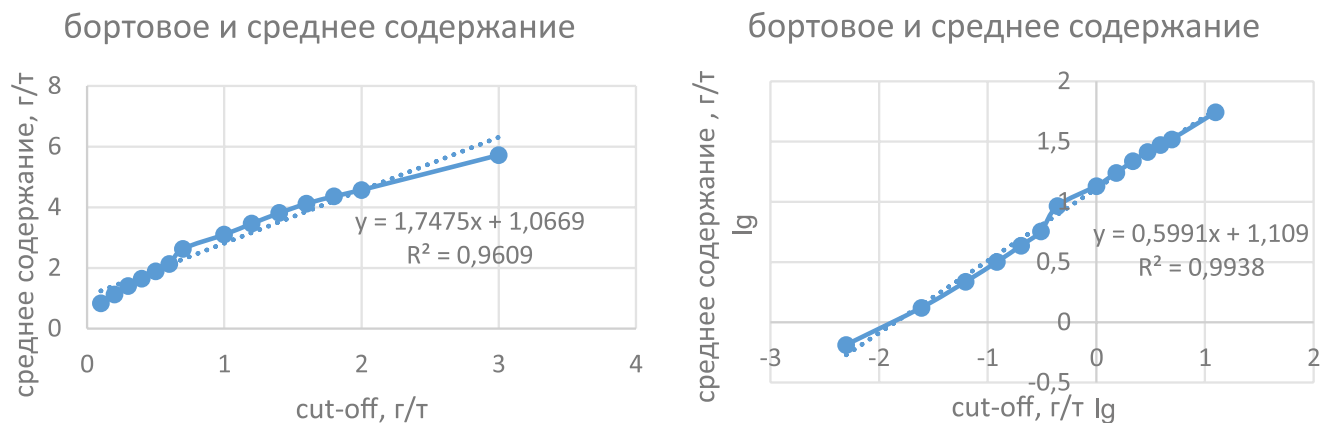 бортовое и среднее содержание
среднее содержание, г/т
8
6
4
2
0
0
1
2
3
4
y = 1,7475x + 1,0669
R² = 0,9609
cut-off, г/т
бортовое и среднее содержание
среднее содержание , г/т
lg
2
1,5
1
0,5
0
-0,5
-3
-2
-1
0
1
2
y = 0,5991x + 1,109
R² = 0,9938
cut-off, г/т lg